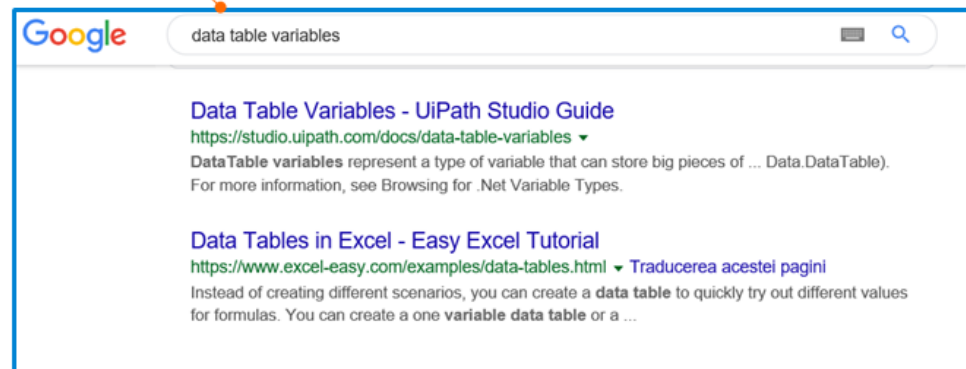 Google
data table variables
Data Table Variables - UiPath Studio Guide
https://studio.uipath.com/docs/data-table-variables
DataTable variables represent a type of variable that can store big pieces of ... Data.DataTable).
For more information, see Browsing for .Net Variable Types.
Data Tables in Excel - Easy Excel Tutorial
https://www.excel-easy.com/examples/data-tables.html Traducerea acestei pagini
Instead of creating different scenarios, you can create a data table to quickly try out different values
for formulas. You can create a one variable data table or a ...